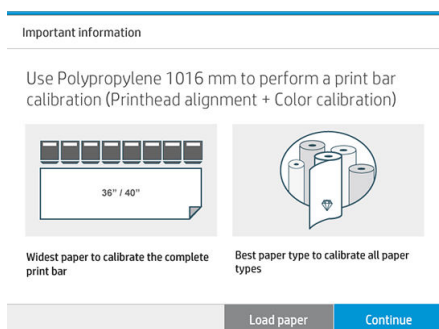 Important information
Use Polypropylene 1016 mm to perform a print bar
calibration (Printhead alignment + Color calibration)
36" / 40"
Widest paper to calibrate the complete
print bar
Best paper type to calibrate all paper
types
Load paper
Continue